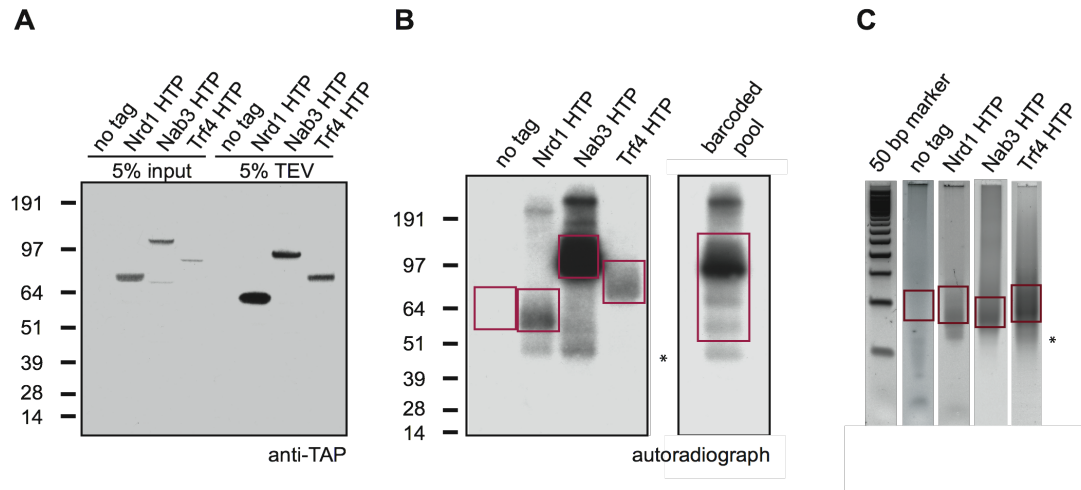 A
no tag
Nrd1 HTP
Nab3 HTP
Trf4 HTP
no tag
Nrd1 HTP
Nab3 HTP
Trf4 HTP
5% input
5% TEV
191
97
64
51
39
28
14
anti-TAP
B
no tag
Nrd1 HTP
Nab3 HTP
Trf4 HTP
barcoded
pool
191
97
64
51
39
28
14
*
autoradiograph
C
50 bp marker
no tag
Nrd1 HTP
Nab3 HTP
Trf4 HTP
*